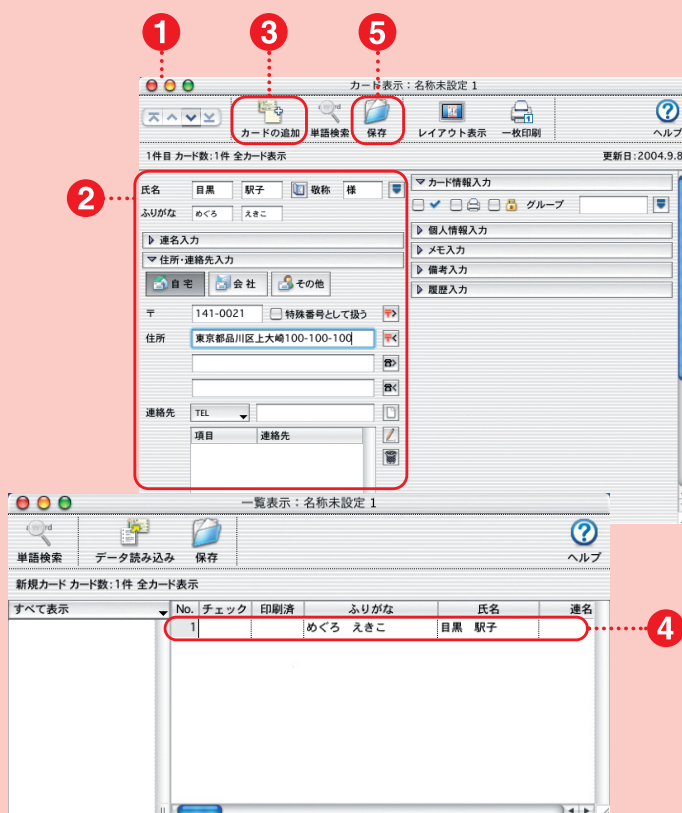 1 3 5
カード表示：名称未設定 1
カードの追加 単語検索 保存 レイアウト表示 一枚印刷 ヘルプ
1件目 カード数:1件 全カード表示 更新日:2004.9.8
2
氏名 目黒 駅子 敬称 様
ふりがな めぐろ えきこ
連名入力
住所・連絡先入力
自宅 会社 その他
〒 141-0021 特殊番号として扱う
住所 東京都品川区上大崎100-100-100
連絡先 TEL
項目 連絡先
カード情報入力
グループ
個人情報入力
メモ入力
備考入力
履歴入力
一覧表示：名称未設定 1
単語検索 データ読み込み 保存 ヘルプ
新規カード カード数:1件 全カード表示
すべて表示 No. チェック 印刷済 ふりがな 氏名 連名
1 めぐろ えきこ 目黒 駅子
4